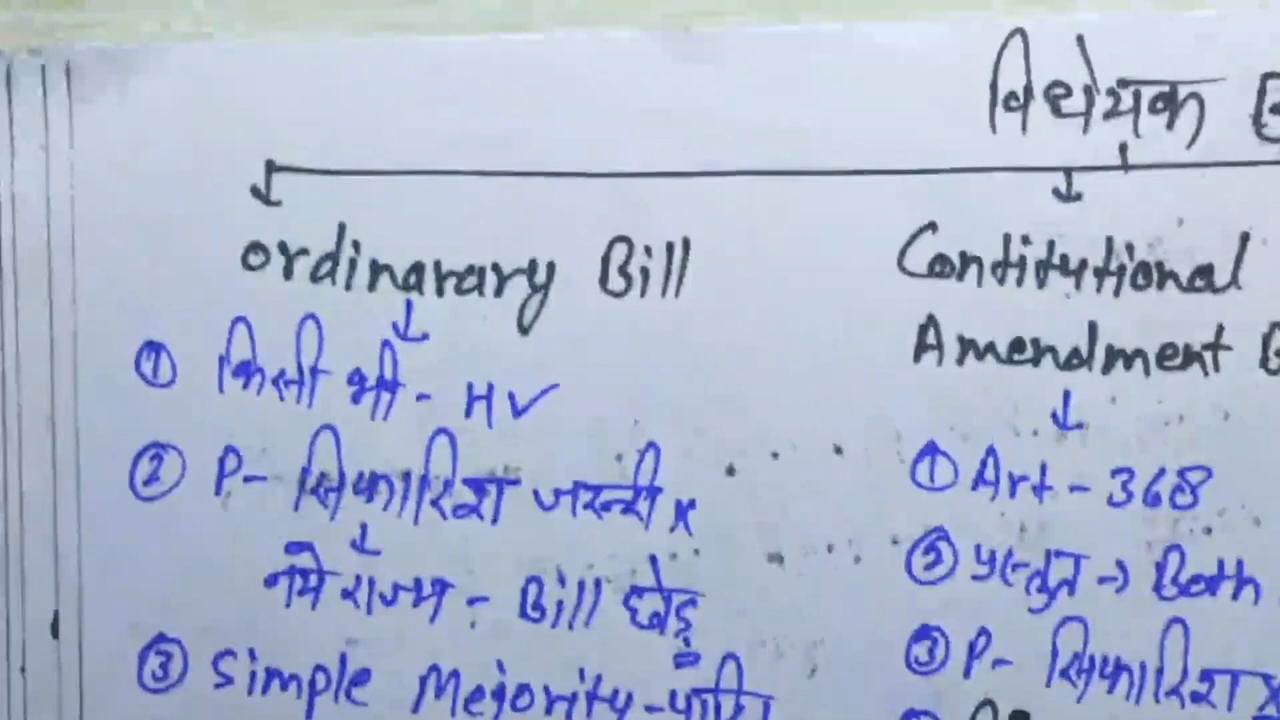 विधेयक
ordinarary Bill
① किसी भी - H✓
② P- सिफारिश जरूरी x
नये राज्य - Bill छोड़
③ Simple Mejority -
Contitutional
Amendment
① Art - 368
② प्रस्तुत → Both
③ P- सिफारिश x